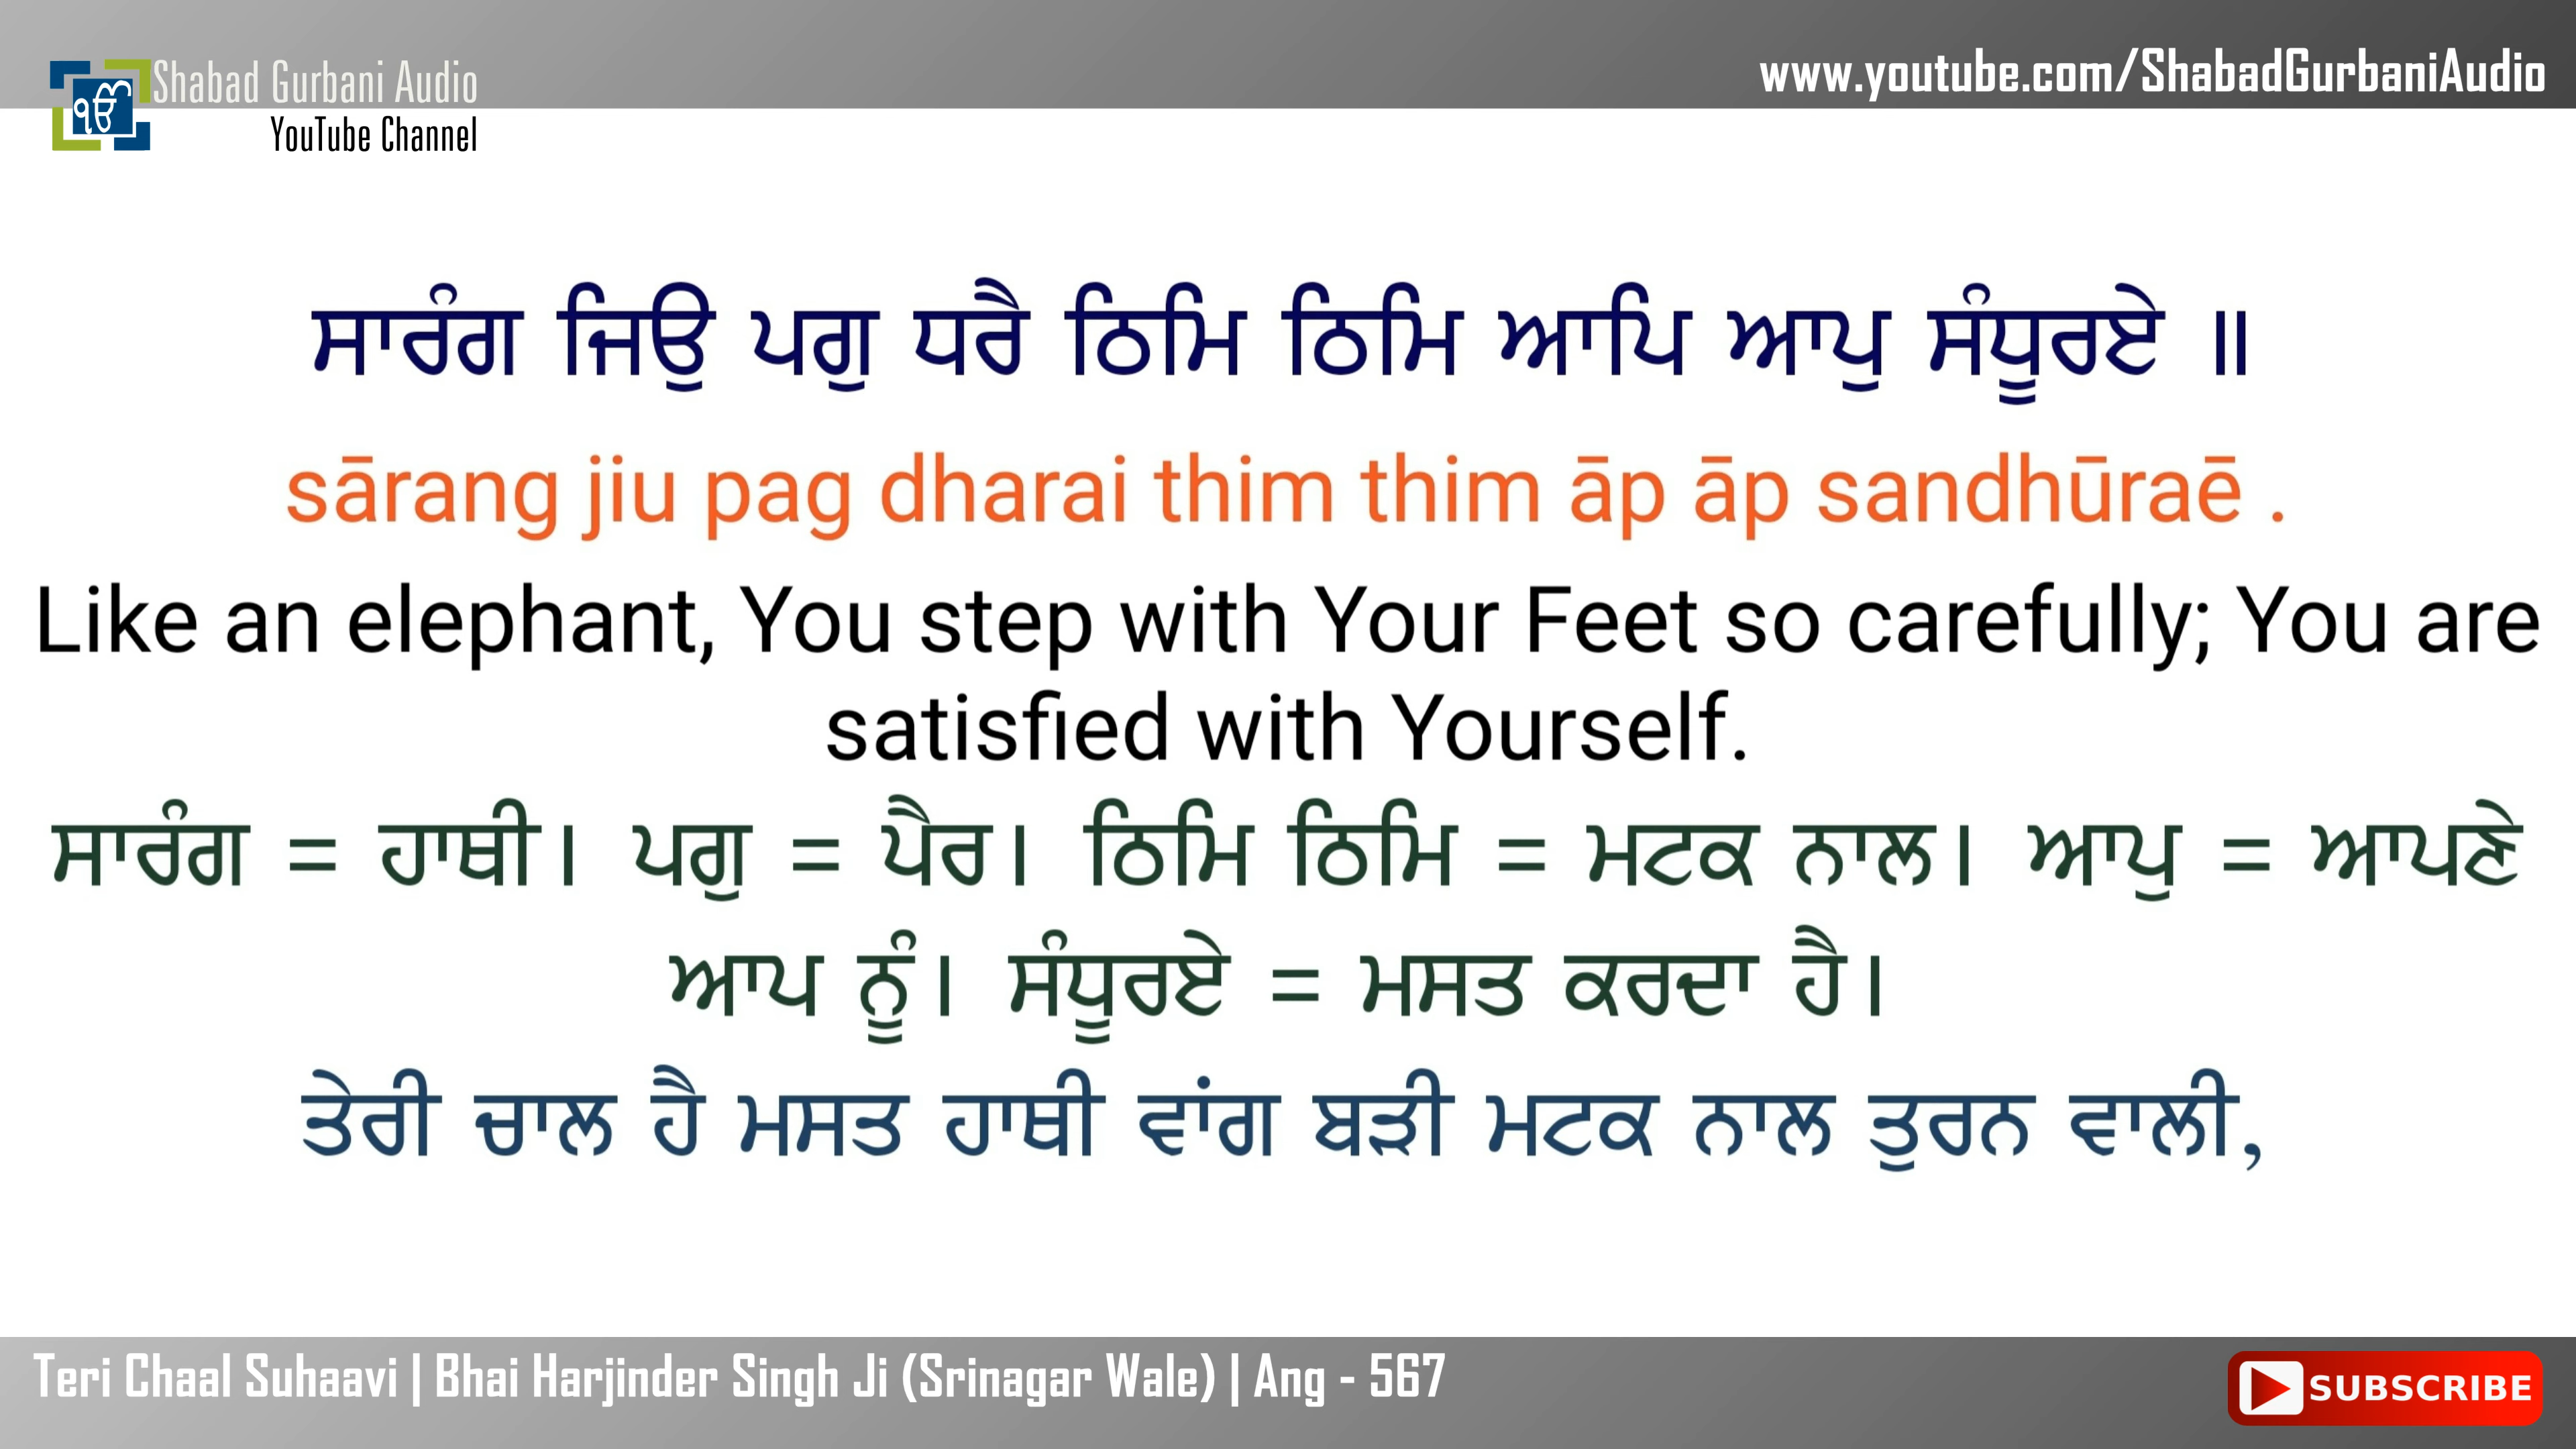 Shabad Gurbani Audio
YouTube Channel
www.youtube.com/ShabadGurbaniAudio
ੴ
ਸਾਰੰਗ ਜਿਉ ਪਗੁ ਧਰੈ ਠਿਮਿ ਠਿਮਿ ਆਪਿ ਆਪੁ ਸੰਧੂਰਏ ॥
sārang jiu pag dharai thim thim āp āp sandhūraē .
Like an elephant, You step with Your Feet so carefully; You are
satisfied with Yourself.
ਸਾਰੰਗ = ਹਾਥੀ। ਪਗੁ = ਪੈਰ। ਠਿਮਿ ਠਿਮਿ = ਮਟਕ ਨਾਲ। ਆਪੁ = ਆਪਣੇ
ਆਪ ਨੂੰ। ਸੰਧੂਰਏ = ਮਸਤ ਕਰਦਾ ਹੈ।
ਤੇਰੀ ਚਾਲ ਹੈ ਮਸਤ ਹਾਥੀ ਵਾਂਗ ਬੜੀ ਮਟਕ ਨਾਲ ਤੁਰਨ ਵਾਲੀ,
Teri Chaal Suhaavi | Bhai Harjinder Singh Ji (Srinagar Wale) | Ang - 567
SUBSCRIBE